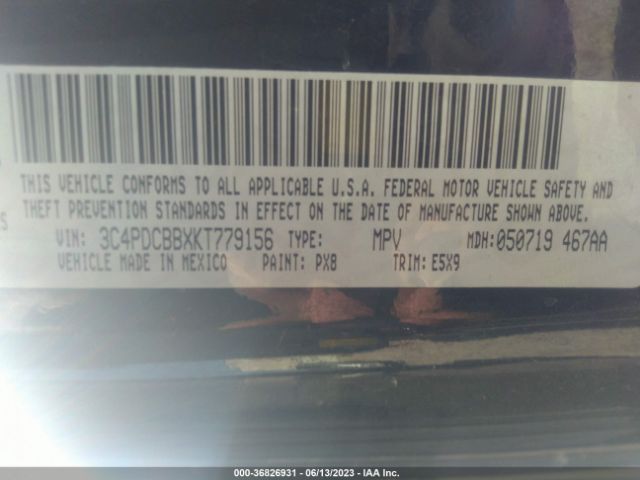 THIS VEHICLE CONFORMS TO ALL APPLICABLE U.S.A. FEDERAL MOTOR VEHICLE SAFETY AND
THEFT PREVENTION STANDARDS IN EFFECT ON THE DATE OF MANUFACTURE SHOWN ABOVE.
VIN: 3C4PDCBBXKT779156 TYPE: MPV MDH:050719 467AA
VEHICLE MADE IN MEXICO PAINT: PX8 TRIM: E5X9
000-36826931 - 06/13/2023 - IAA Inc.